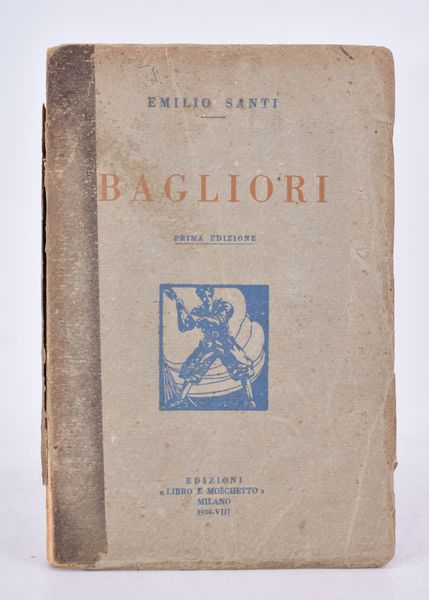 EMILIO SANTI
BAGLIORI
PRIMA EDIZIONE
EDIZIONI
« LIBRO E MOSCHETTO »
MILANO
1930-VIII